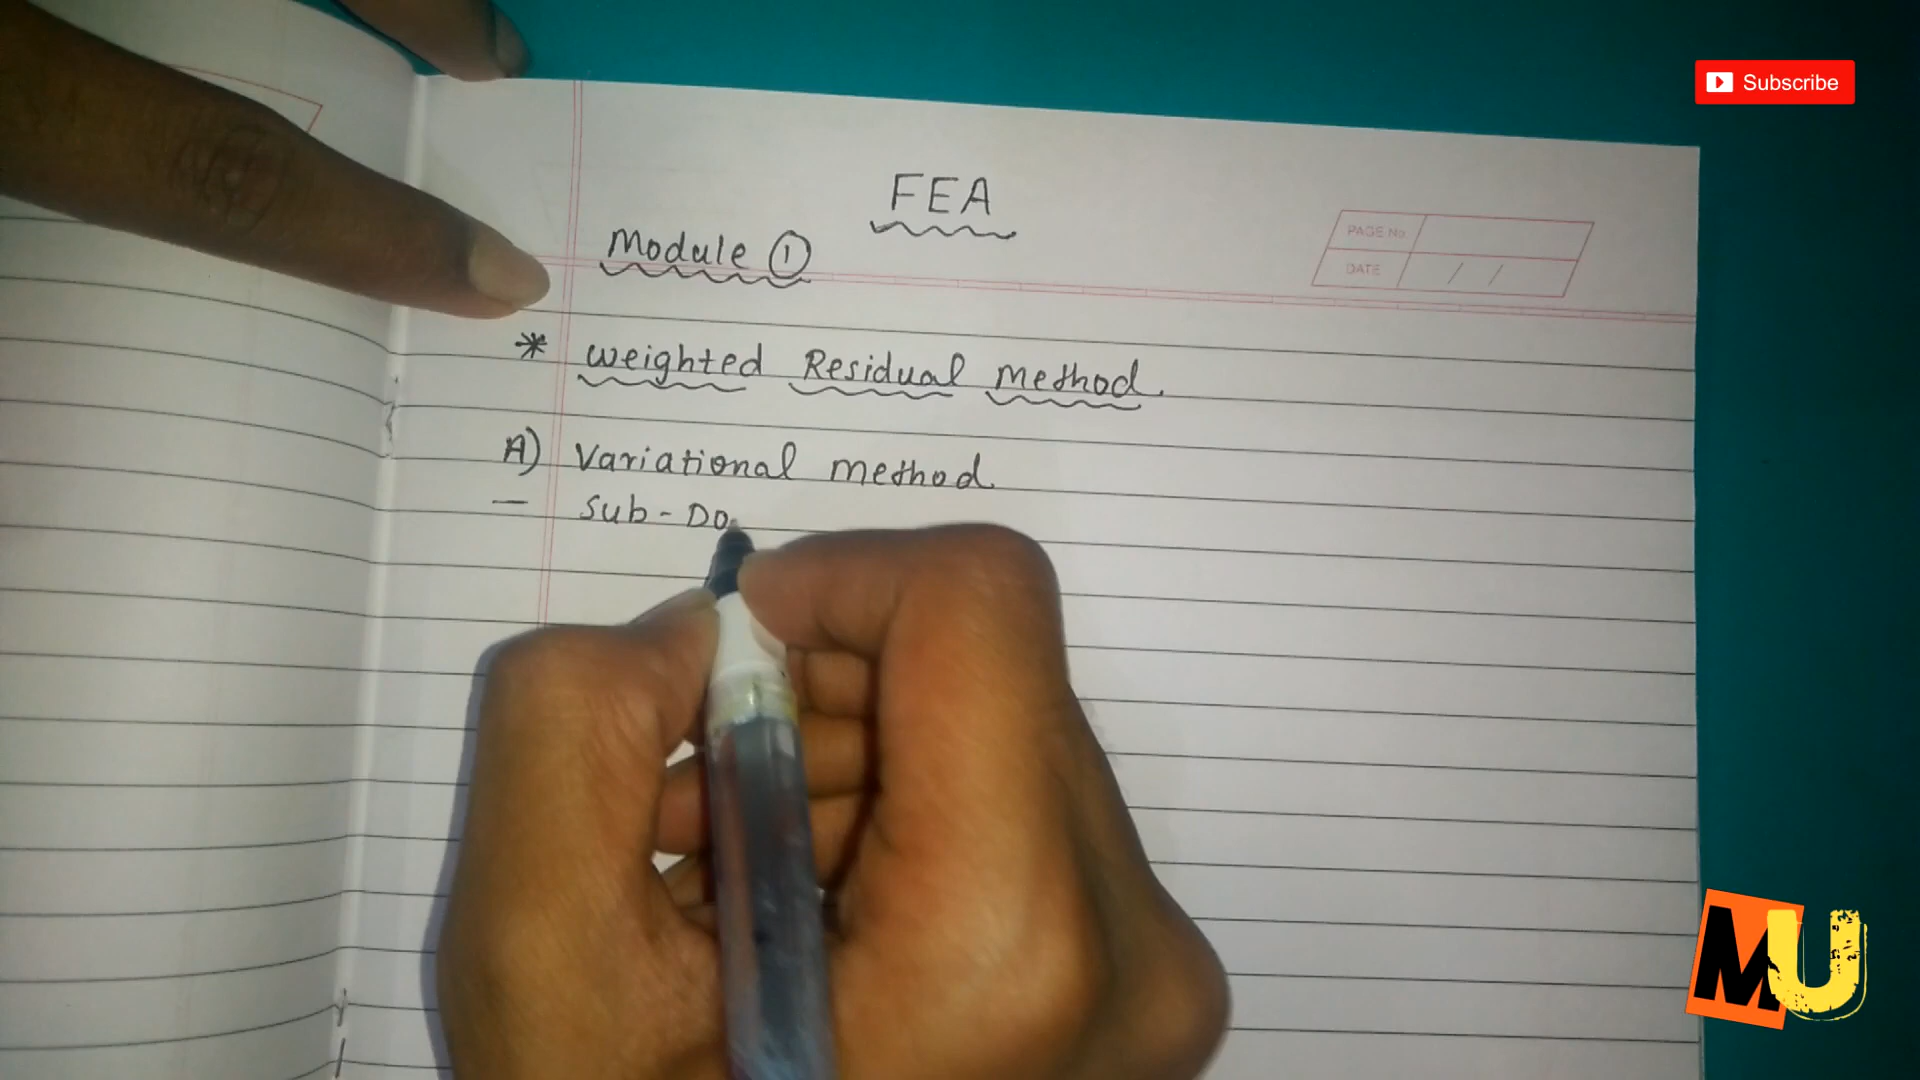 Subscribe
FEA
PAGE No.
DATE / /
Module ①
* Weighted Residual Method.
A) Variational Method.
— Sub-Do
MU